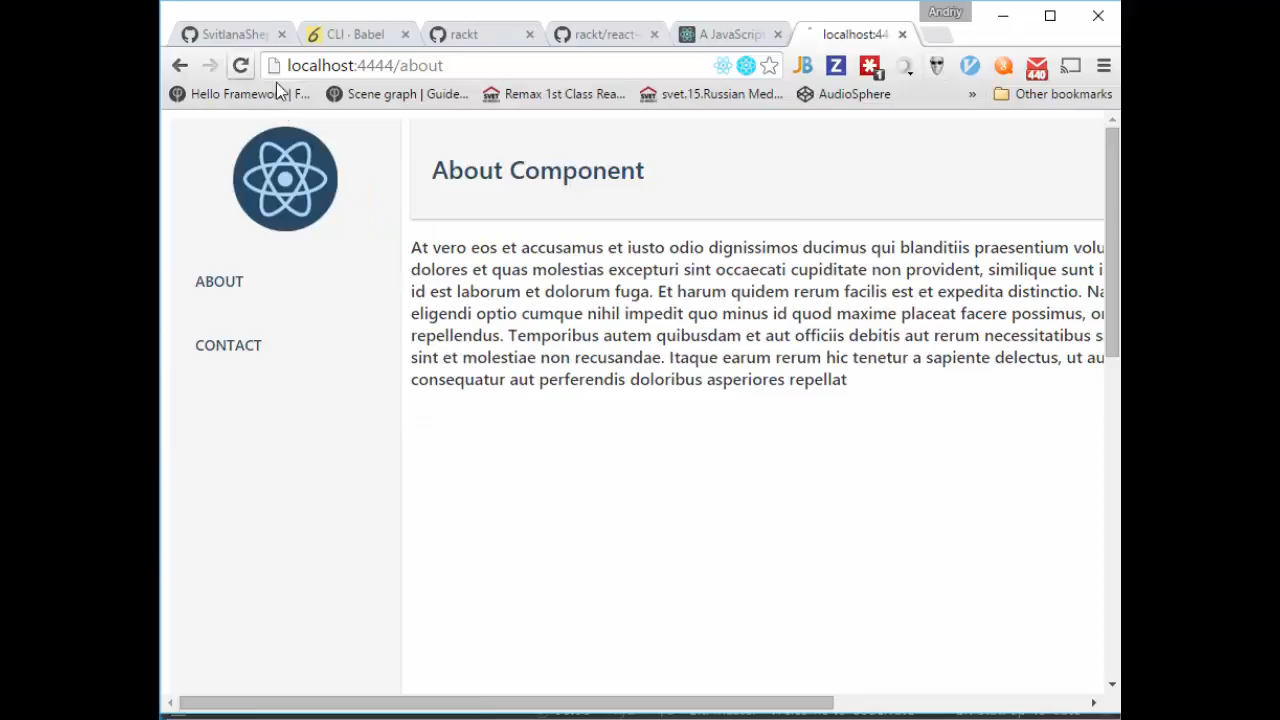 Andriy
SvitlanaShe
CLI · Babel
rackt
rackt/react-
A JavaScript
localhost:44
localhost:4444/about
JB
Z
1
440
Hello Framewo F...
Scene graph | Guide...
Remax 1st Class Rea...
svet.15.Russian Med...
AudioSphere
»
Other bookmarks
About Component
ABOUT
CONTACT
At vero eos et accusamus et iusto odio dignissimos ducimus qui blanditiis praesentium volu
dolores et quas molestias excepturi sint occaecati cupiditate non provident, similique sunt i
id est laborum et dolorum fuga. Et harum quidem rerum facilis est et expedita distinctio. Na
eligendi optio cumque nihil impedit quo minus id quod maxime placeat facere possimus, o
repellendus. Temporibus autem quibusdam et aut officiis debitis aut rerum necessitatibus s
sint et molestiae non recusandae. Itaque earum rerum hic tenetur a sapiente delectus, ut au
consequatur aut perferendis doloribus asperiores repellat